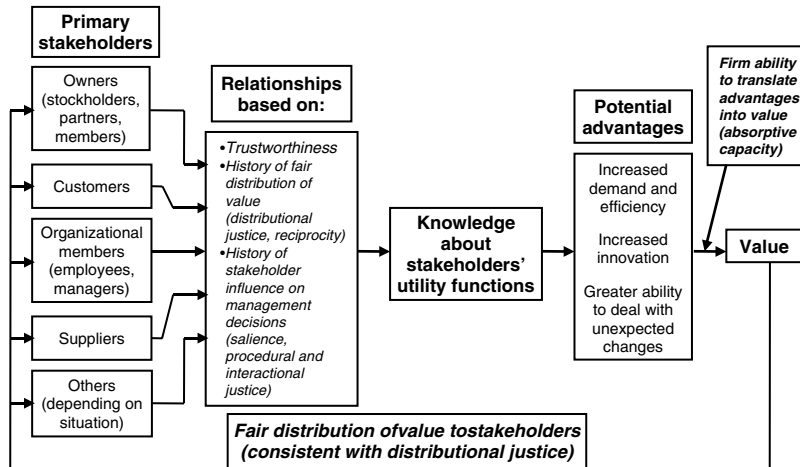 Primary
stakeholders
Owners
(stockholders,
partners,
members)
Customers
Organizational
members
(employees,
managers)
Suppliers
Others
(depending on
situation)
Relationships
based on:
•Trustworthiness
•History of fair
distribution of
value
(distributional
justice, reciprocity)
•History of
stakeholder
influence on
management
decisions
(salience,
procedural and
interactional
justice)
Knowledge
about
stakeholders’
utility functions
Potential
advantages
Increased
demand and
efficiency
Increased
innovation
Greater ability
to deal with
unexpected
changes
Firm ability
to translate
advantages
into value
(absorptive
capacity)
Value
Fair distribution ofvalue tostakeholders
(consistent with distributional justice)